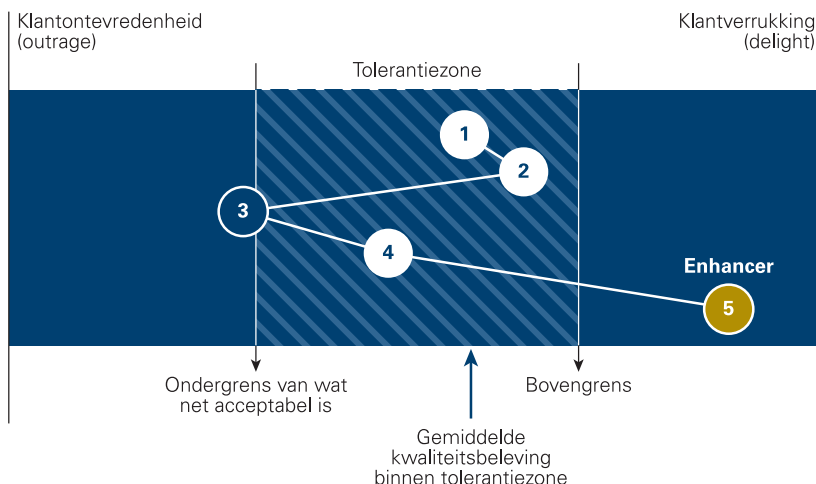 Klantontevredenheid
(outrage)
Klantverrukking
(delight)
Tolerantiezone
1
2
3
4
Enhancer
5
Ondergrens van wat
net acceptabel is
Bovengrens
Gemiddelde
kwaliteitsbeleving
binnen tolerantiezone